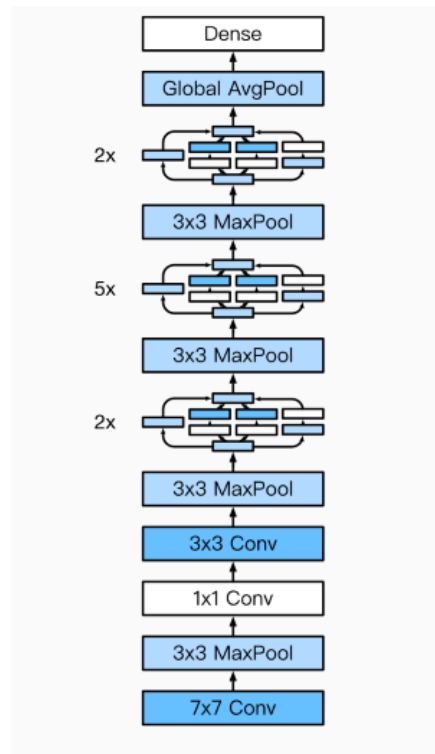 Dense
Global AvgPool
2x
3x3 MaxPool
5x
3x3 MaxPool
2x
3x3 MaxPool
3x3 Conv
1x1 Conv
3x3 MaxPool
7x7 Conv